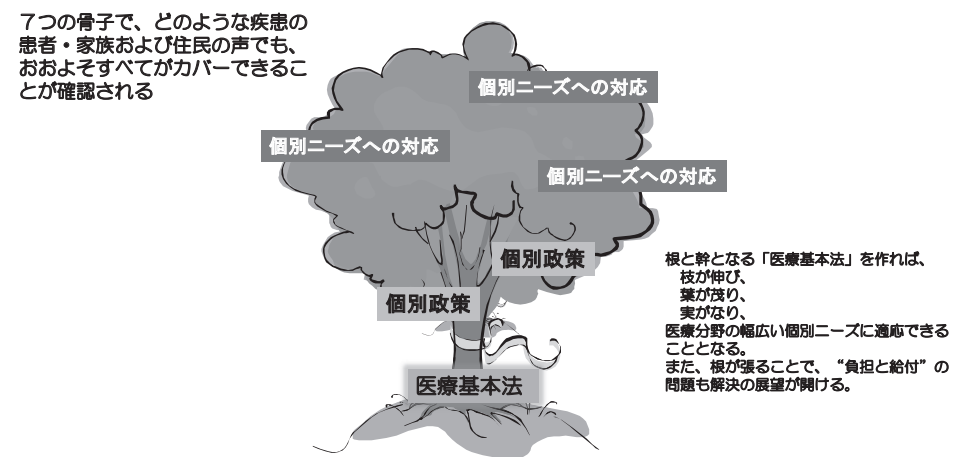 ７つの骨子で、どのような疾患の
患者・家族および住民の声でも、
おおよそすべてがカバーできるこ
とが確認される
個別ニーズへの対応
個別ニーズへの対応
個別ニーズへの対応
個別政策
個別政策
医療基本法
根と幹となる「医療基本法」を作れば、
枝が伸び、
葉が茂り、
実がなり、
医療分野の幅広い個別ニーズに適応できる
こととなる。
また、根が張ることで、“負担と給付”の
問題も解決の展望が開ける。